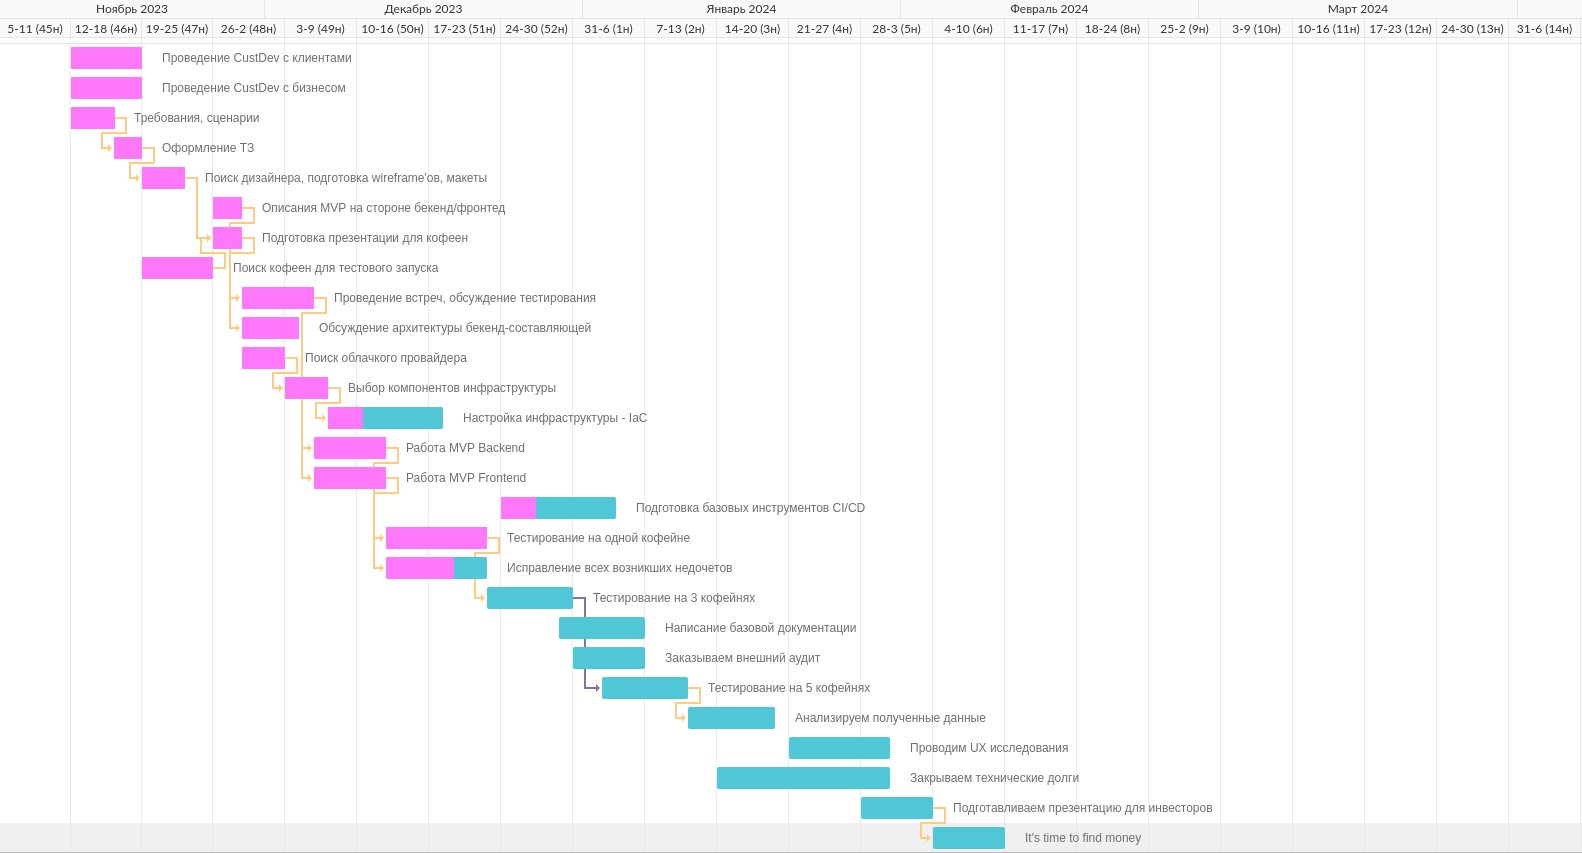 Ноябрь 2023 Декабрь 2023 Январь 2024 Февраль 2024 Март 2024
5-11 (45н) 12-18 (46н) 19-25 (47н) 26-2 (48н) 3-9 (49н) 10-16 (50н) 17-23 (51н) 24-30 (52н) 31-6 (1н) 7-13 (2н) 14-20 (3н) 21-27 (4н) 28-3 (5н) 4-10 (6н) 11-17 (7н) 18-24 (8н) 25-2 (9н) 3-9 (10н) 10-16 (11н) 17-23 (12н) 24-30 (13н) 31-6 (14н)
Проведение CustDev с клиентами
Проведение CustDev с бизнесом
Требования, сценарии
Оформление ТЗ
Поиск дизайнера, подготовка wireframe'ов, макеты
Описания MVP на стороне бекенд/фронтед
Подготовка презентации для кофеен
Поиск кофеен для тестового запуска
Проведение встреч, обсуждение тестирования
Обсуждение архитектуры бекенд-составляющей
Поиск облачкого провайдера
Выбор компонентов инфраструктуры
Настройка инфраструктуры - IaC
Работа MVP Backend
Работа MVP Frontend
Подготовка базовых инструментов CI/CD
Тестирование на одной кофейне
Исправление всех возникших недочетов
Тестирование на 3 кофейнях
Написание базовой документации
Заказываем внешний аудит
Тестирование на 5 кофейнях
Анализируем полученные данные
Проводим UX исследования
Закрываем технические долги
Подготавливаем презентацию для инвесторов
It's time to find money